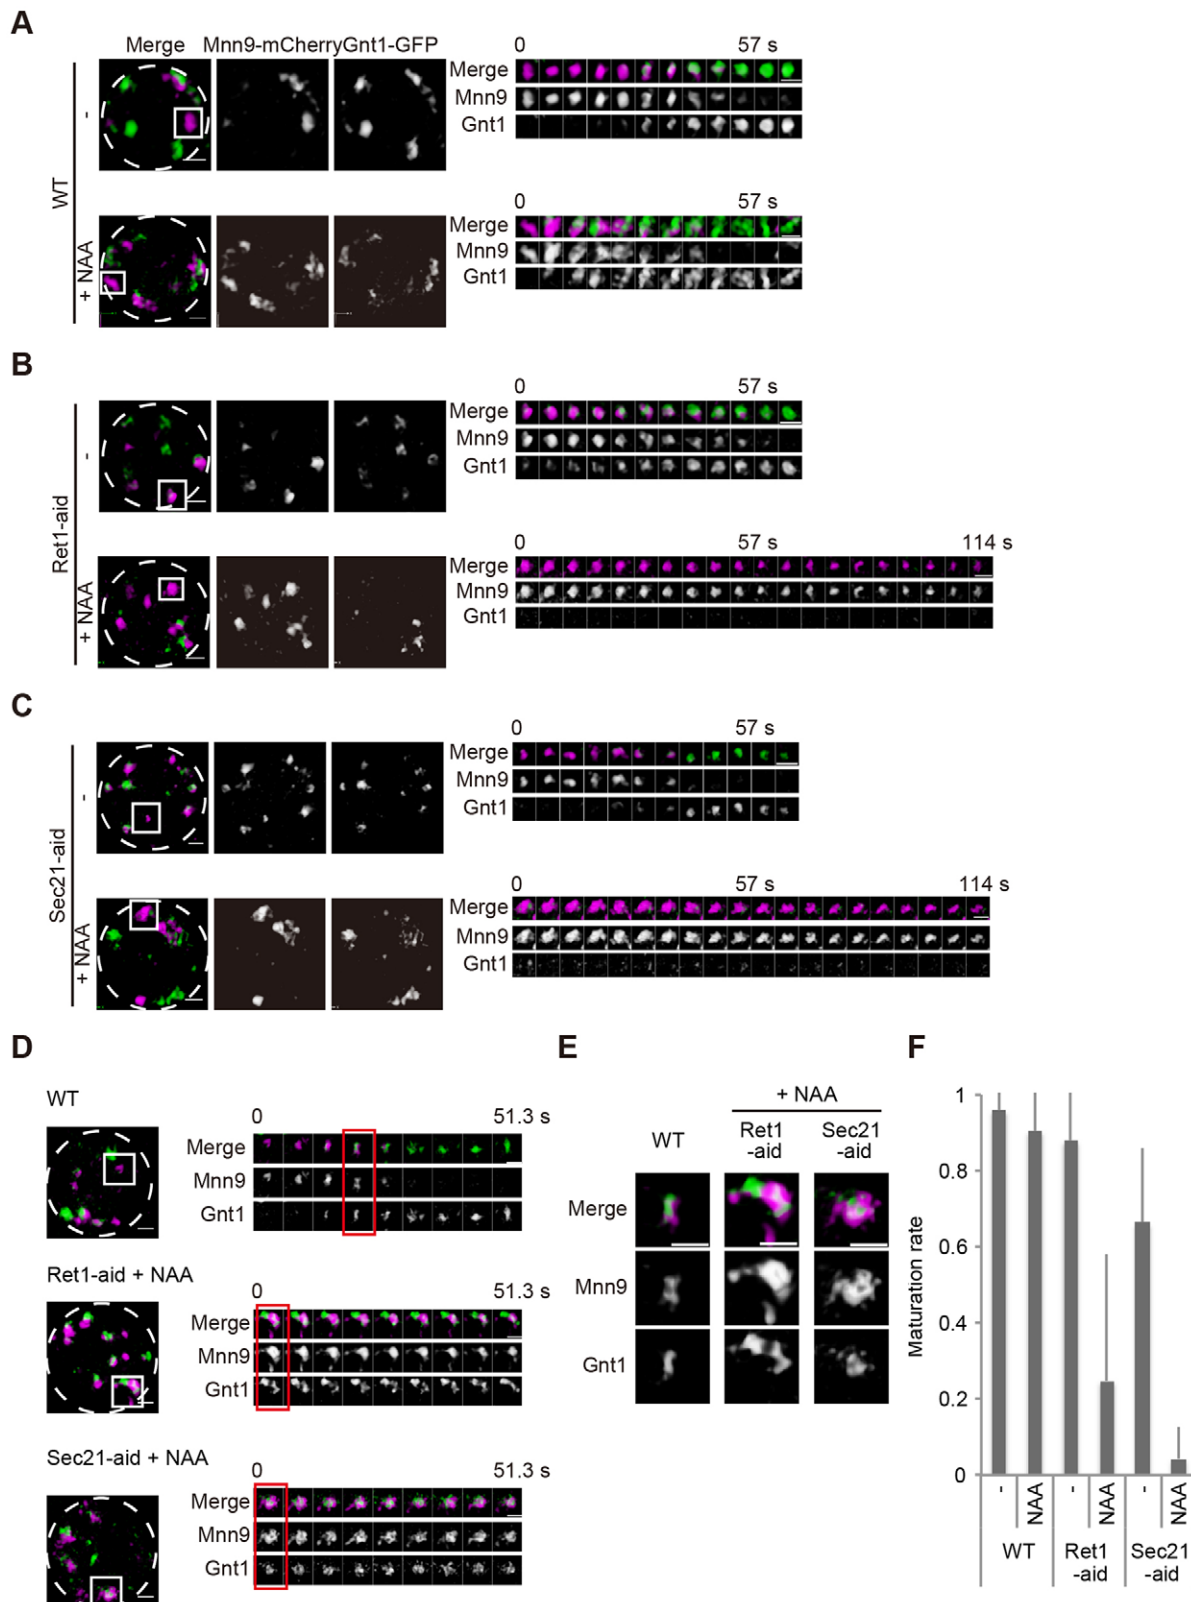 A
Merge Mnn9-mCherryGnt1-GFP
0 57 s
Merge
Mnn9
Gnt1
-
WT
0 57 s
Merge
Mnn9
Gnt1
+ NAA
B
0 57 s
Merge
Mnn9
Gnt1
-
Ret1-aid
0 57 s 114 s
Merge
Mnn9
Gnt1
+ NAA
C
0 57 s
Merge
Mnn9
Gnt1
-
Sec21-aid
0 57 s 114 s
Merge
Mnn9
Gnt1
+ NAA
D
WT
0 51.3 s
Merge
Mnn9
Gnt1
Ret1-aid + NAA
0 51.3 s
Merge
Mnn9
Gnt1
Sec21-aid + NAA
0 51.3 s
Merge
Mnn9
Gnt1
E
+ NAA
WT Ret1 Sec21
-aid -aid
Merge
Mnn9
Gnt1
F
Maturation rate
1
0.8
0.6
0.4
0.2
0
- NAA - NAA - NAA
WT Ret1 Sec21
-aid -aid